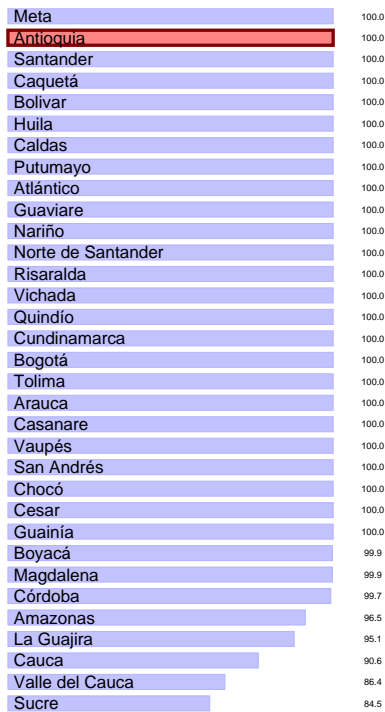 Meta 100.0
Antioquia 100.0
Santander 100.0
Caquetá 100.0
Bolivar 100.0
Huila 100.0
Caldas 100.0
Putumayo 100.0
Atlántico 100.0
Guaviare 100.0
Nariño 100.0
Norte de Santander 100.0
Risaralda 100.0
Vichada 100.0
Quindío 100.0
Cundinamarca 100.0
Bogotá 100.0
Tolima 100.0
Arauca 100.0
Casanare 100.0
Vaupés 100.0
San Andrés 100.0
Chocó 100.0
Cesar 100.0
Guainía 100.0
Boyacá 99.9
Magdalena 99.9
Córdoba 99.7
Amazonas 96.5
La Guajira 95.1
Cauca 90.6
Valle del Cauca 86.4
Sucre 84.5